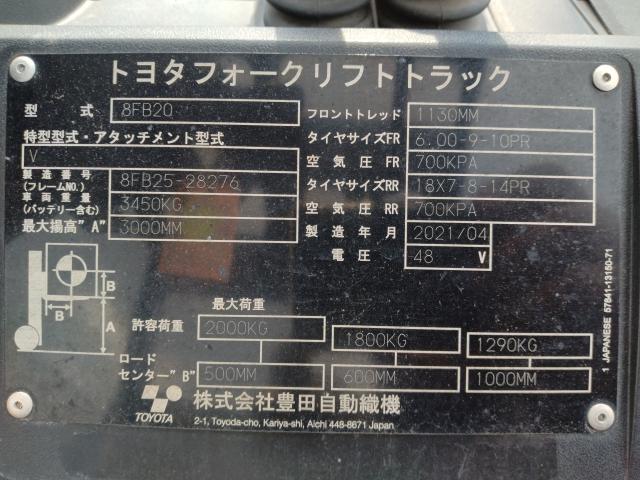 トヨタフォークリフトトラック
型式 8FB20
特型型式・アタッチメント型式
V-
製造番号
(フレームNO.) 8FB25-28276
車両重量
(バッテリー含む) 3450KG
最大揚高"A" 3000MM
フロントトレッド 1130MM
タイヤサイズFR 6.00-9-10PR
空気圧FR 700KPA
タイヤサイズRR 18X7-8-14PR
空気圧RR 700KPA
製造年月 2021/04
電圧 48 V
B
B
A
最大荷重
許容荷重 2000KG 1800KG 1290KG
ロード
センター"B" 500MM 600MM 1000MM
TOYOTA 株式会社豊田自動織機
2-1, Toyoda-cho, Kariya-shi, Aichi 448-8671 Japan
1 JAPANESE 57841-13150-71